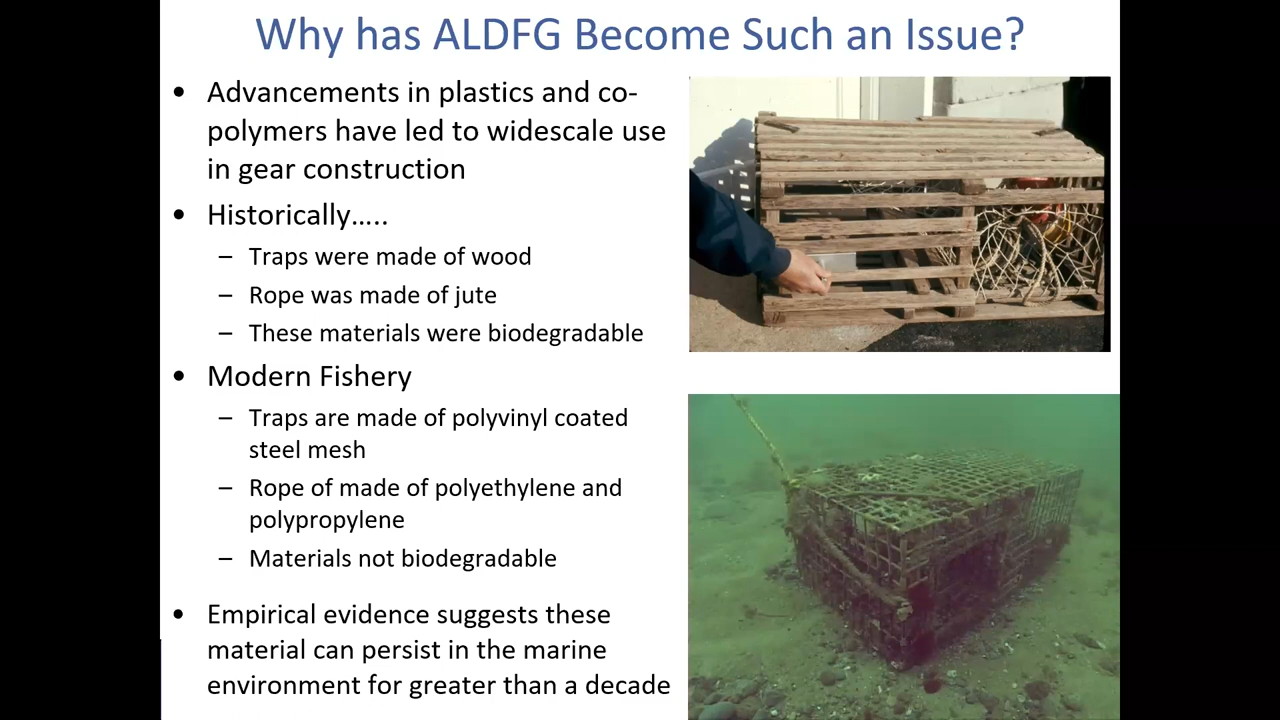 Why has ALDFG Become Such an Issue?
• Advancements in plastics and co-
polymers have led to widescale use
in gear construction
• Historically…..
– Traps were made of wood
– Rope was made of jute
– These materials were biodegradable
• Modern Fishery
– Traps are made of polyvinyl coated
steel mesh
– Rope of made of polyethylene and
polypropylene
– Materials not biodegradable
• Empirical evidence suggests these
material can persist in the marine
environment for greater than a decade